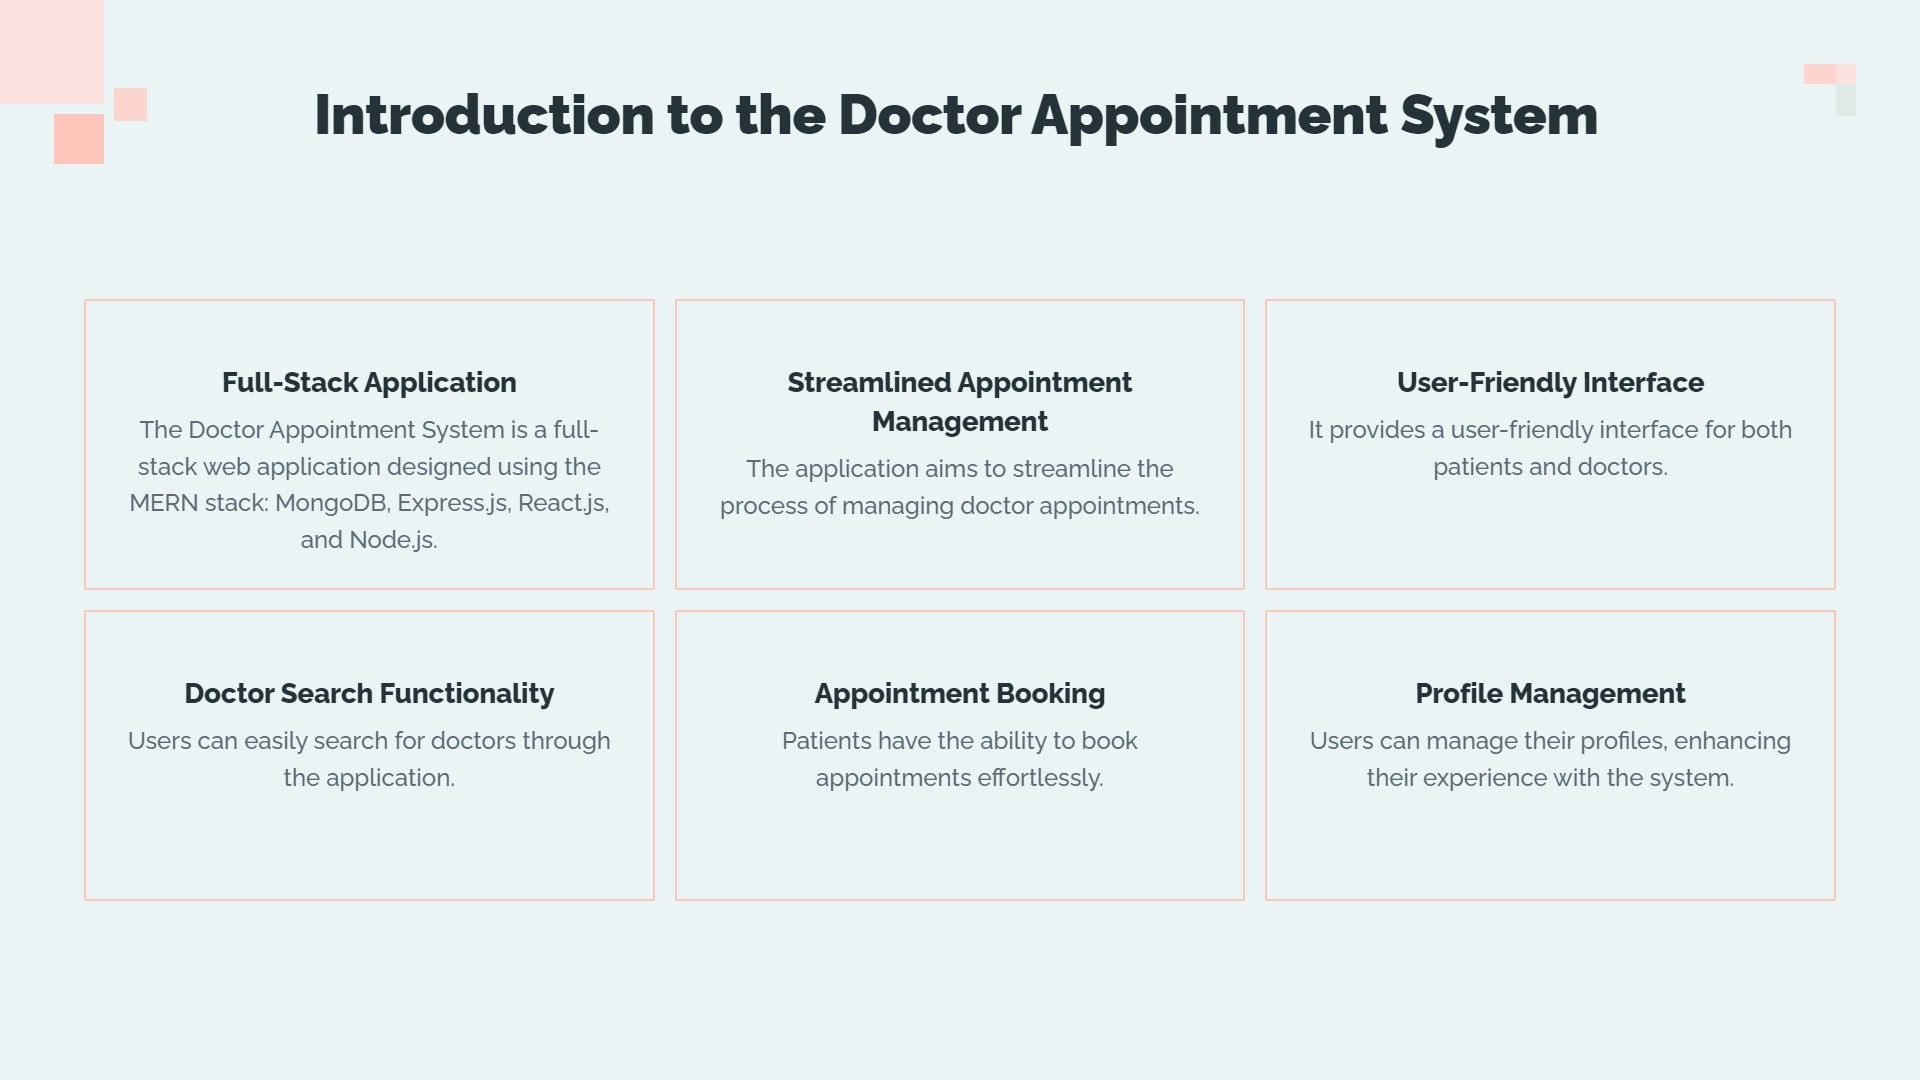 Introduction to the Doctor Appointment System
Full-Stack Application
The Doctor Appointment System is a full-
stack web application designed using the
MERN stack: MongoDB, Express.js, React.js,
and Node.js.
Streamlined Appointment
Management
The application aims to streamline the
process of managing doctor appointments.
User-Friendly Interface
It provides a user-friendly interface for both
patients and doctors.
Doctor Search Functionality
Users can easily search for doctors through
the application.
Appointment Booking
Patients have the ability to book
appointments effortlessly.
Profile Management
Users can manage their profiles, enhancing
their experience with the system.